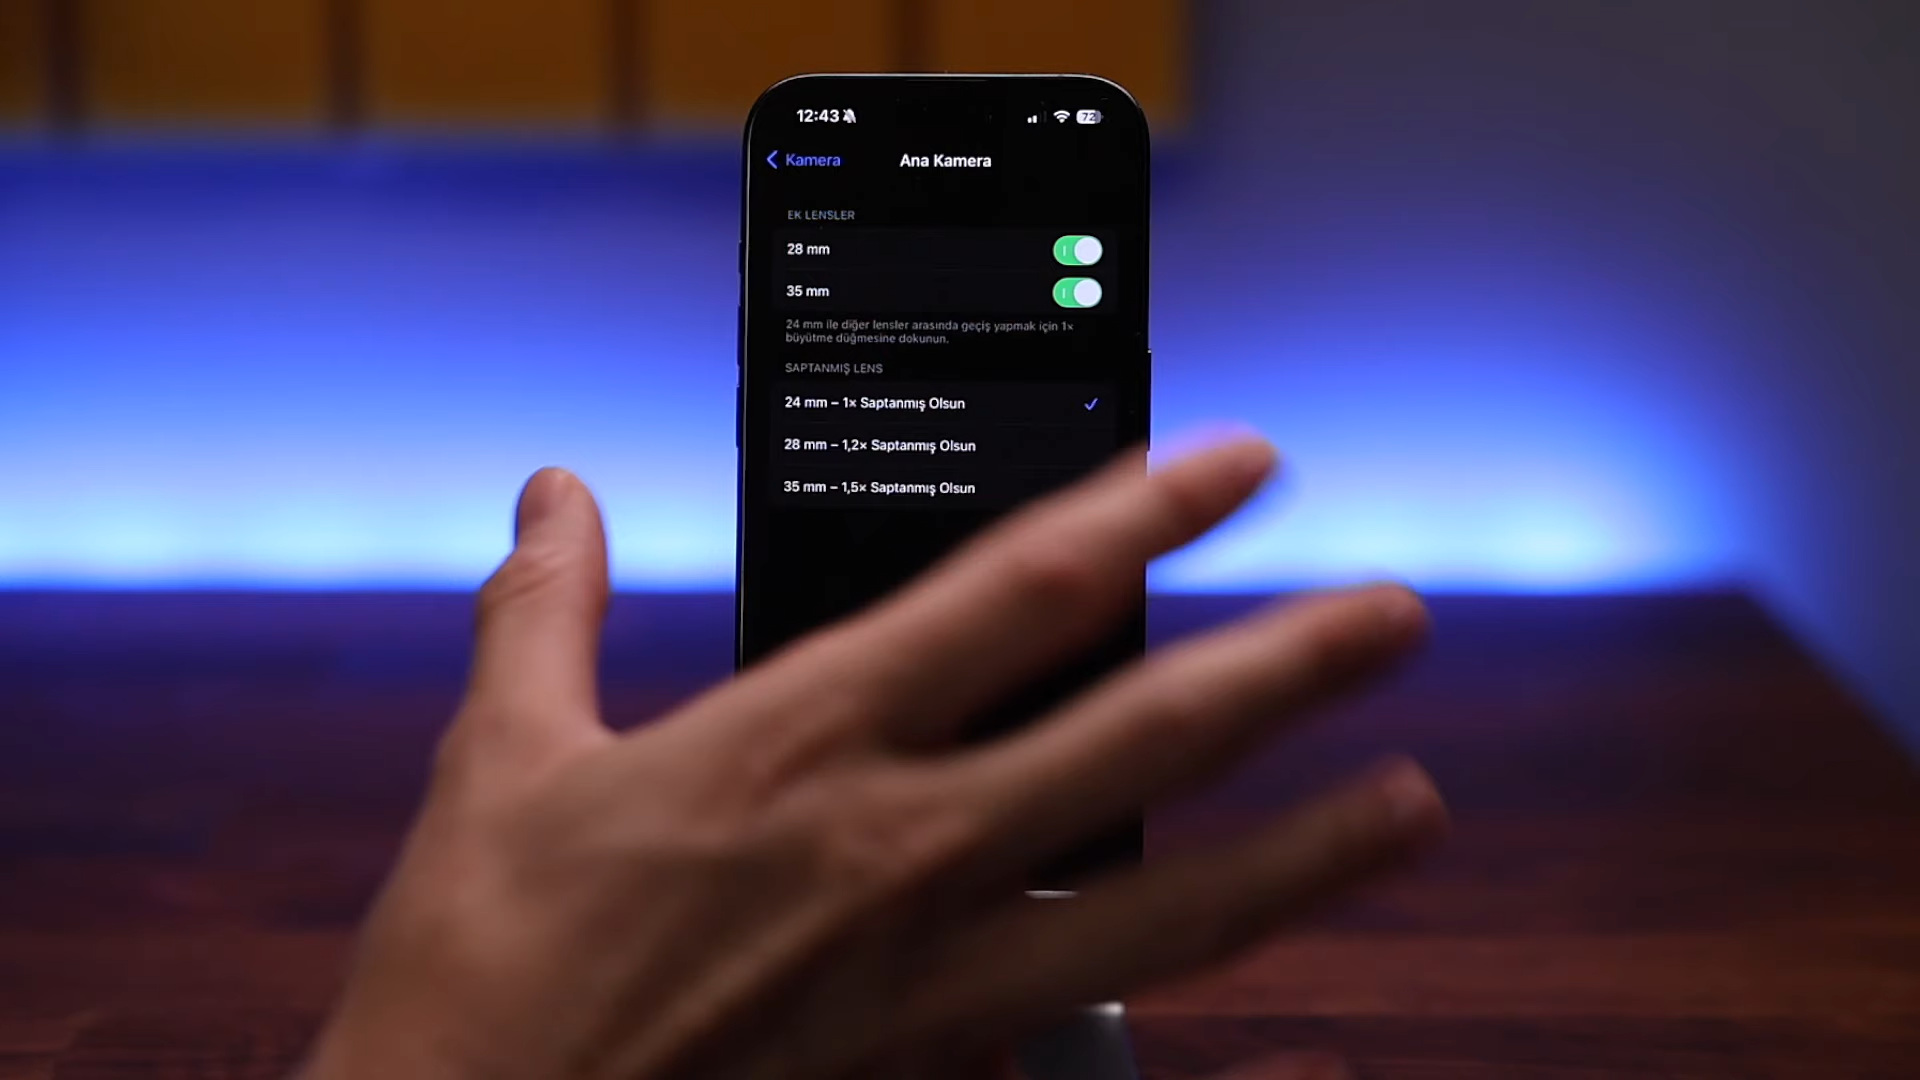 12:43
72
Kamera
Ana Kamera
EK LENSLER
28 mm
35 mm
24 mm ile diğer lensler arasında geçiş yapmak için 1×
büyütme düğmesine dokunun.
SAPTANMIŞ LENS
24 mm – 1× Saptanmış Olsun
28 mm – 1,2× Saptanmış Olsun
35 mm – 1,5× Saptanmış Olsun